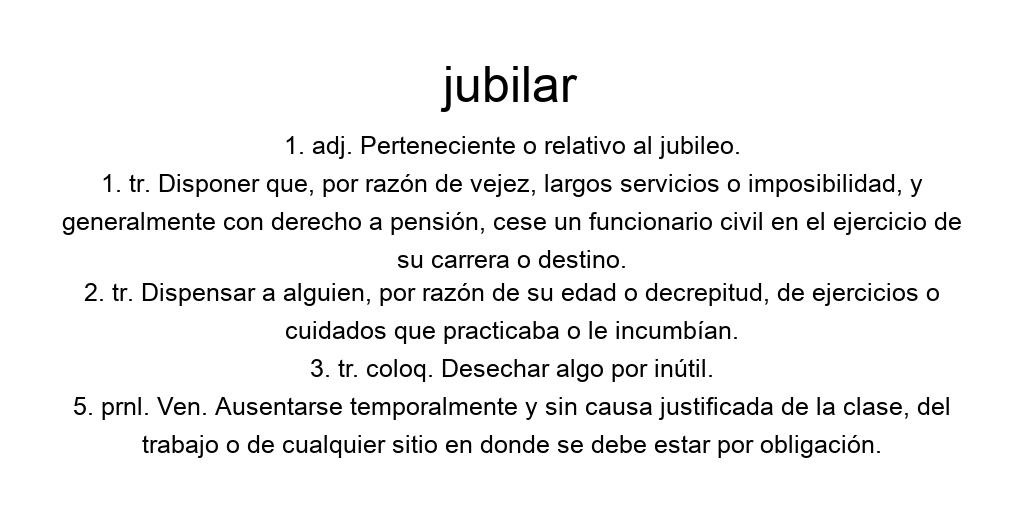 jubilar
1. adj. Perteneciente o relativo al jubileo.
1. tr. Disponer que, por razón de vejez, largos servicios o imposibilidad, y
generalmente con derecho a pensión, cese un funcionario civil en el ejercicio de
su carrera o destino.
2. tr. Dispensar a alguien, por razón de su edad o decrepitud, de ejercicios o
cuidados que practicaba o le incumbían.
3. tr. coloq. Desechar algo por inútil.
5. prnl. Ven. Ausentarse temporalmente y sin causa justificada de la clase, del
trabajo o de cualquier sitio en donde se debe estar por obligación.